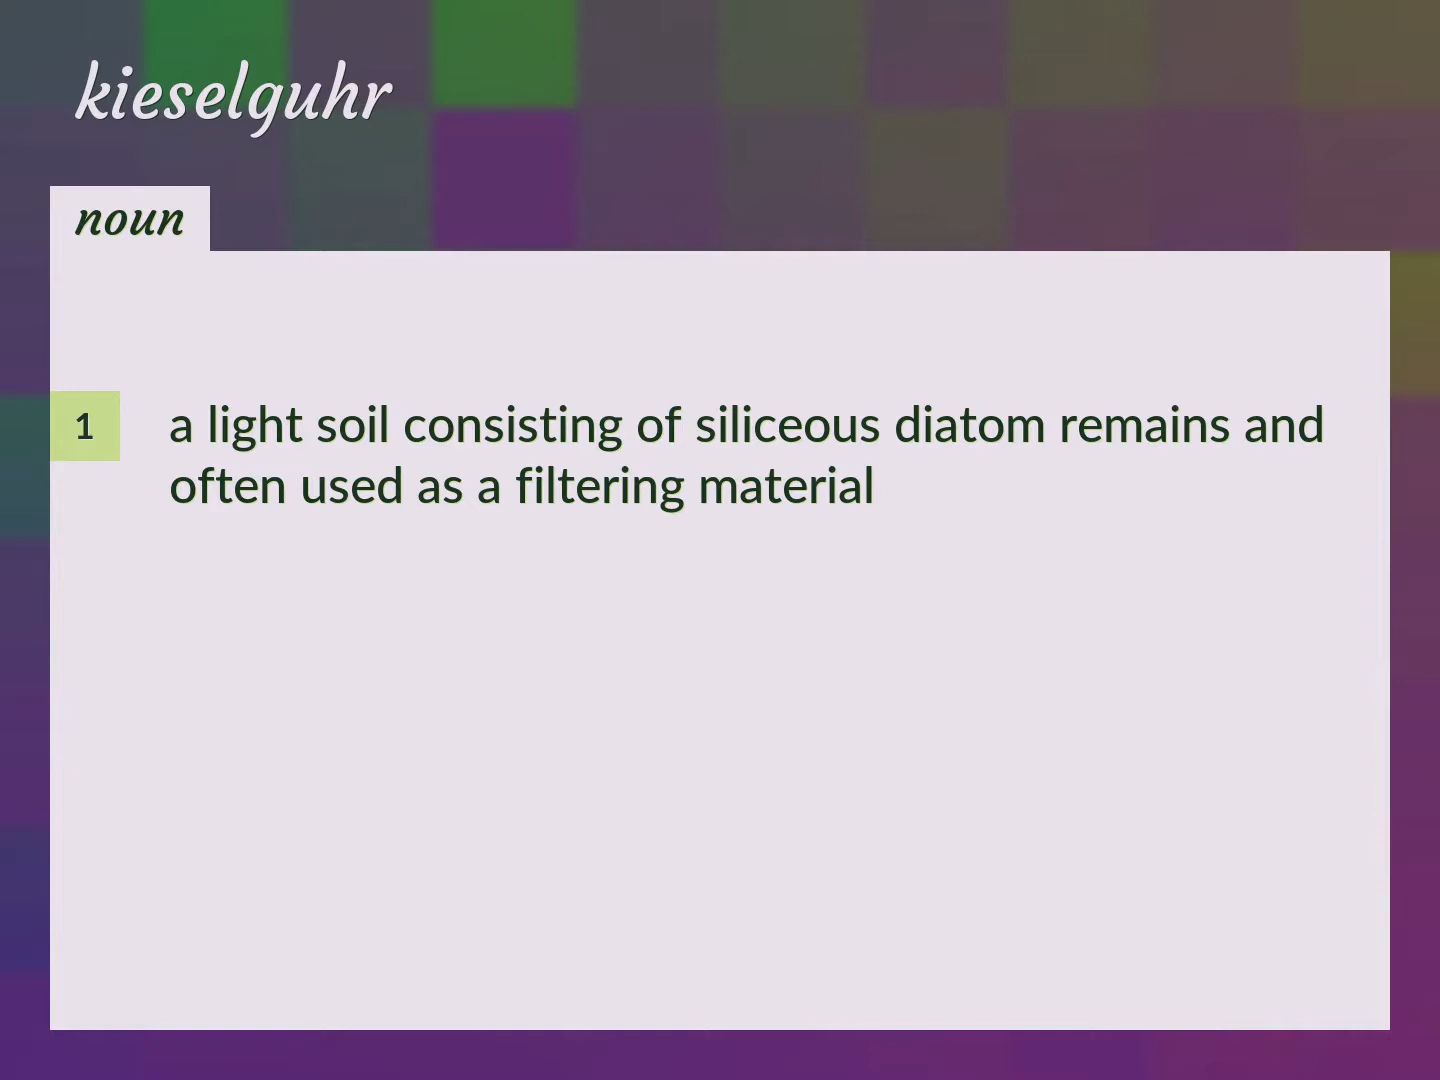 kieselguhr
noun
1 a light soil consisting of siliceous diatom remains and
often used as a filtering material